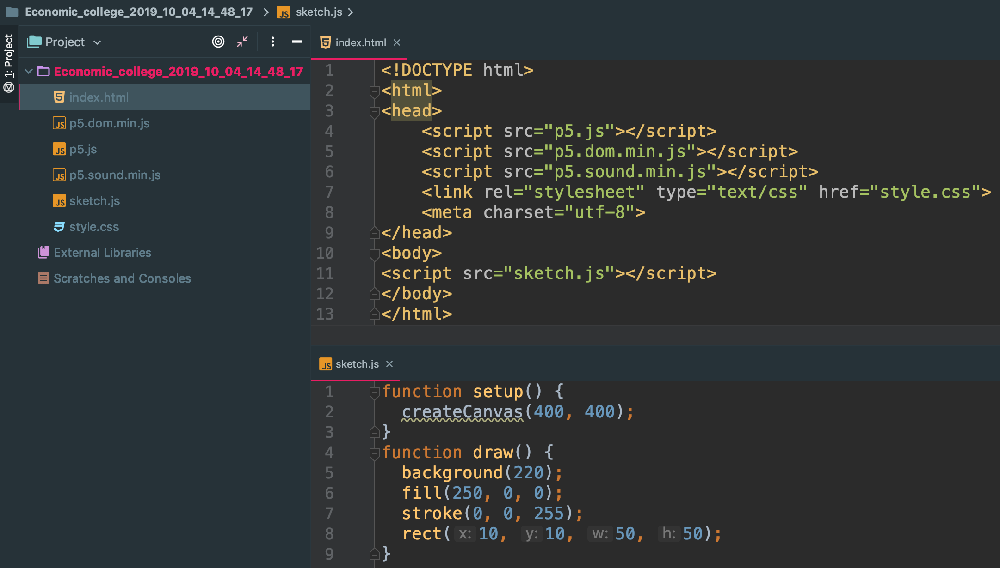 Economic_college_2019_10_04_14_48_17 > JS sketch.js >
1: Project
Project
Economic_college_2019_10_04_14_48_17
index.html
JS p5.dom.min.js
JS p5.js
JS p5.sound.min.js
JS sketch.js
style.css
External Libraries
Scratches and Consoles
index.html ×
1 <!DOCTYPE html>
2 <html>
3 <head>
4     <script src="p5.js"></script>
5     <script src="p5.dom.min.js"></script>
6     <script src="p5.sound.min.js"></script>
7     <link rel="stylesheet" type="text/css" href="style.css">
8     <meta charset="utf-8">
9 </head>
10 <body>
11 <script src="sketch.js"></script>
12 </body>
13 </html>
JS sketch.js ×
1 function setup() {
2   createCanvas(400, 400);
3 }
4 function draw() {
5   background(220);
6   fill(250, 0, 0);
7   stroke(0, 0, 255);
8   rect( x: 10, y: 10, w: 50, h: 50);
9 }